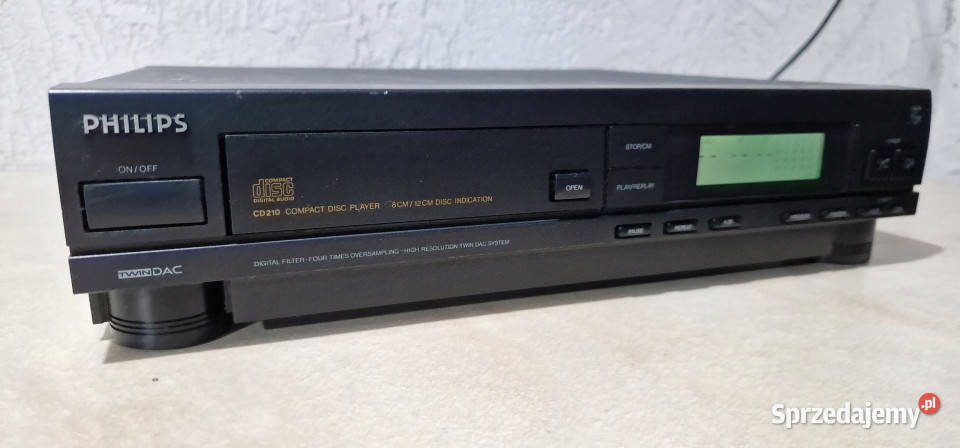 PHILIPS
ON/OFF
COMPACT
disc
DIGITAL AUDIO
CD210 COMPACT DISC PLAYER 8CM/12CM DISC INDICATION
OPEN
STOP/CM
PLAY/REPLAY
PAUSE
REPEAT
TWIN DAC
DIGITAL FILTER-FOUR TIMES OVERSAMPLING-HIGH RESOLUTION TWIN DAC SYSTEM
Sprzedajemy.pl